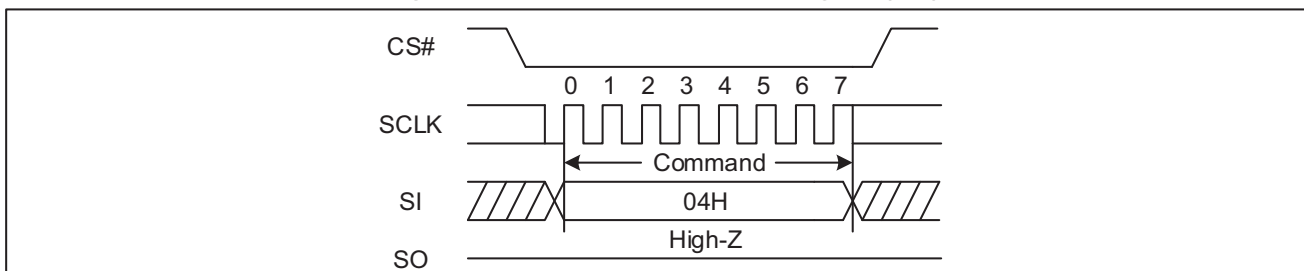 CS#
0 1 2 3 4 5 6 7
SCLK
Command
SI 04H
High-Z
SO